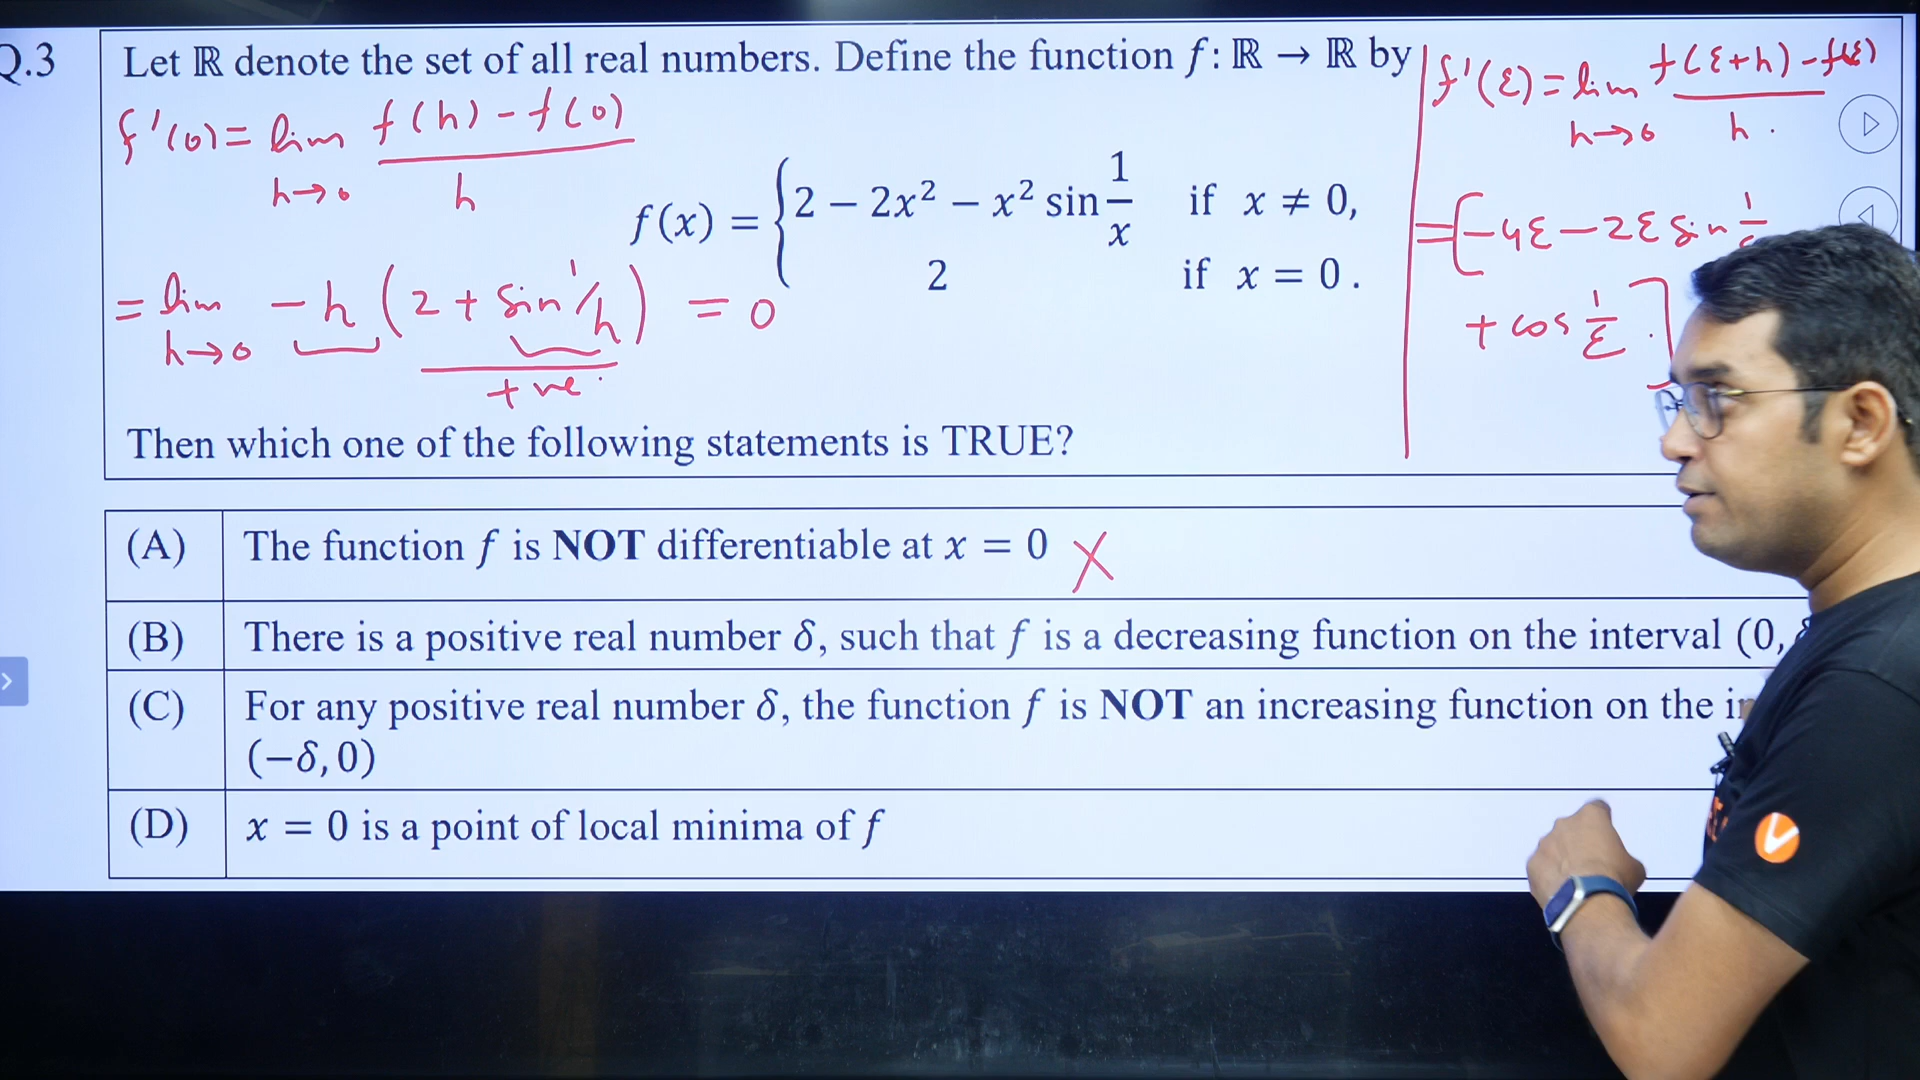 Q.3
Let ℝ denote the set of all real numbers. Define the function f: ℝ → ℝ by
f'(0) = lim h→0 f(h) - f(0) / h
f(x) = { 2 − 2x² − x² sin 1/x if x ≠ 0,
2 if x = 0.
= lim h→0 -h (2 + sin 1/h) = 0
+ve.
f'(ε) = lim h→0 f(ε+h) - f(ε) / h.
= [-4ε - 2ε sin 1/
+ cos 1/ε ]
Then which one of the following statements is TRUE?
(A) The function f is NOT differentiable at x = 0 X
(B) There is a positive real number δ, such that f is a decreasing function on the interval (0,
(C) For any positive real number δ, the function f is NOT an increasing function on the
(−δ, 0)
(D) x = 0 is a point of local minima of f